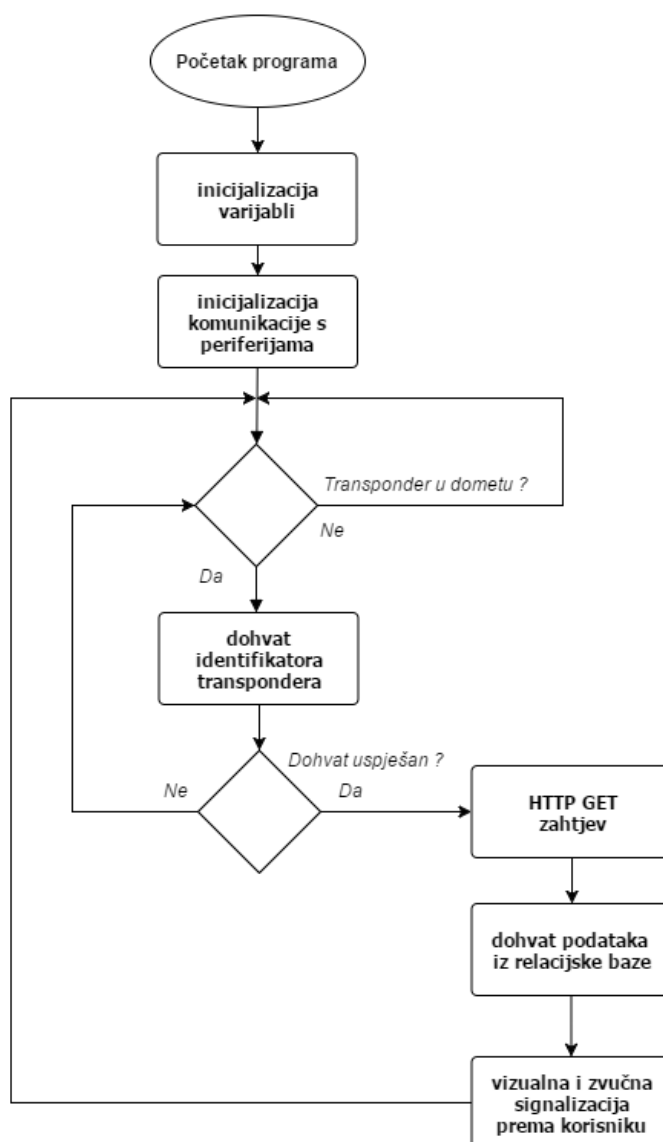 Početak programa
inicijalizacija
varijabli
inicijalizacija
komunikacije s
periferijama
Transponder u dometu ?
Ne
Da
dohvat
identifikatora
transpondera
Dohvat uspješan ?
Ne
Da
HTTP GET
zahtjev
dohvat podataka
iz relacijske baze
vizualna i zvučna
signalizacija
prema korisniku